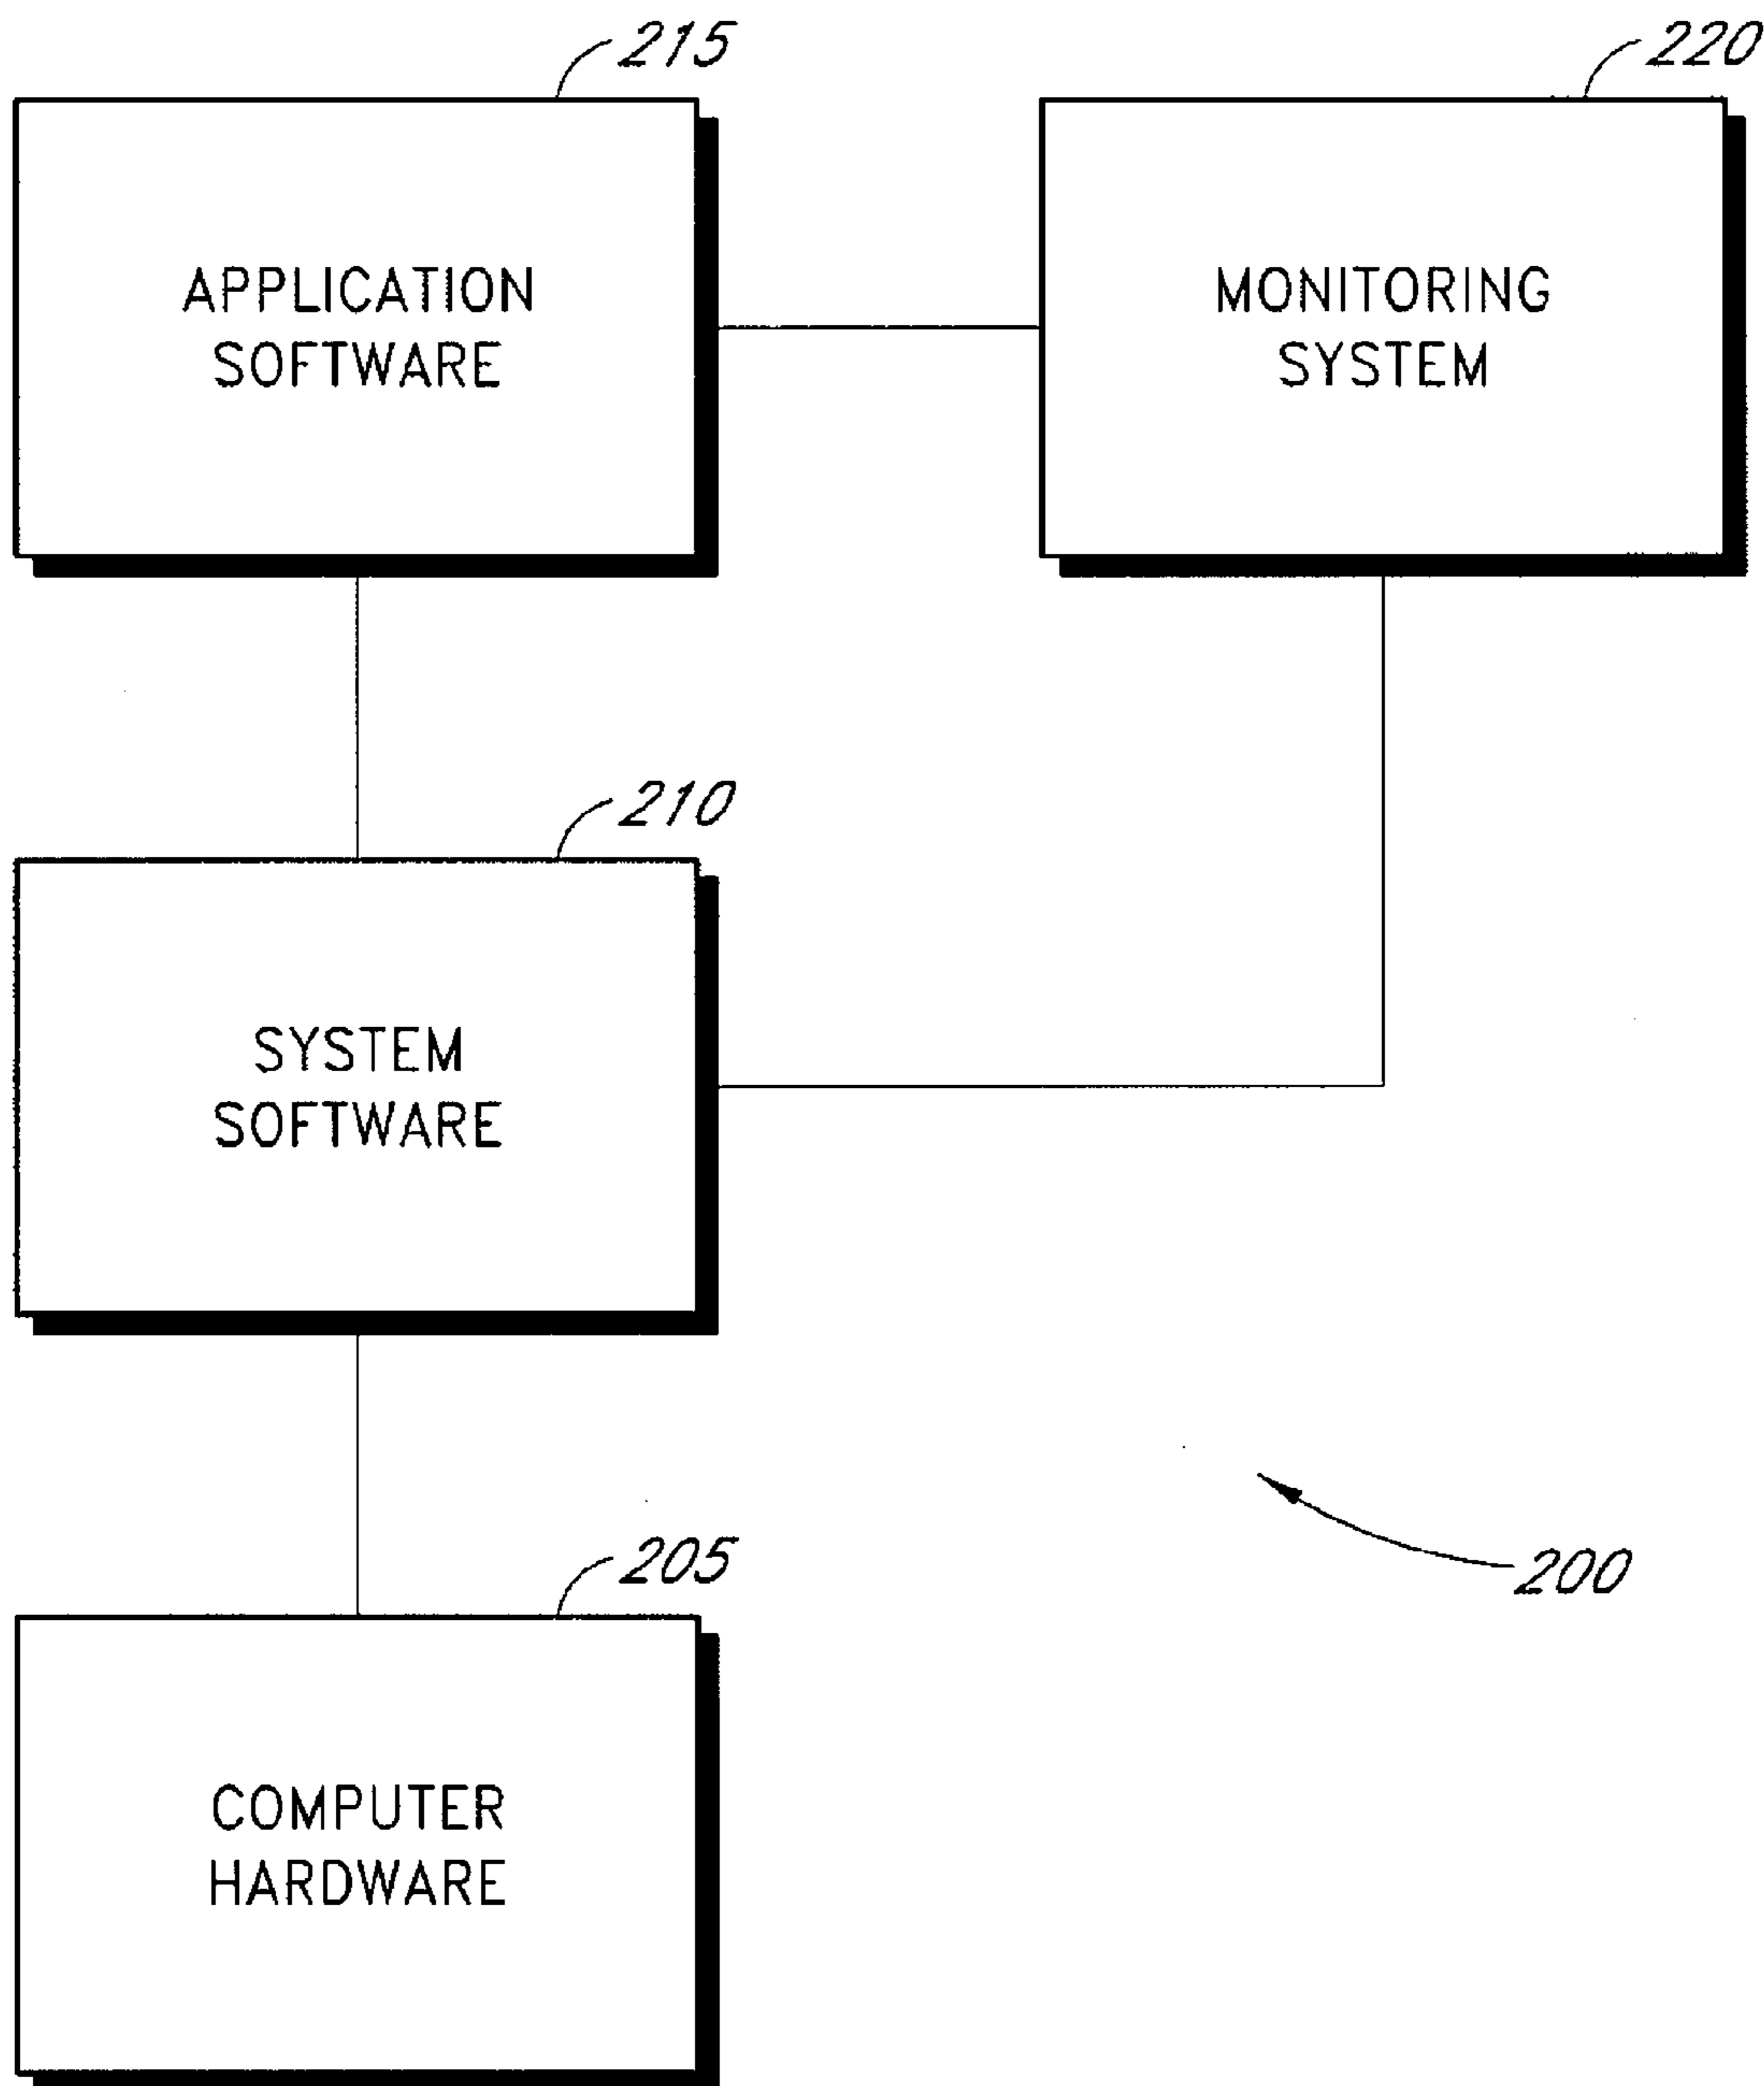 215
220
APPLICATION
SOFTWARE
MONITORING
SYSTEM
210
SYSTEM
SOFTWARE
205
200
COMPUTER
HARDWARE